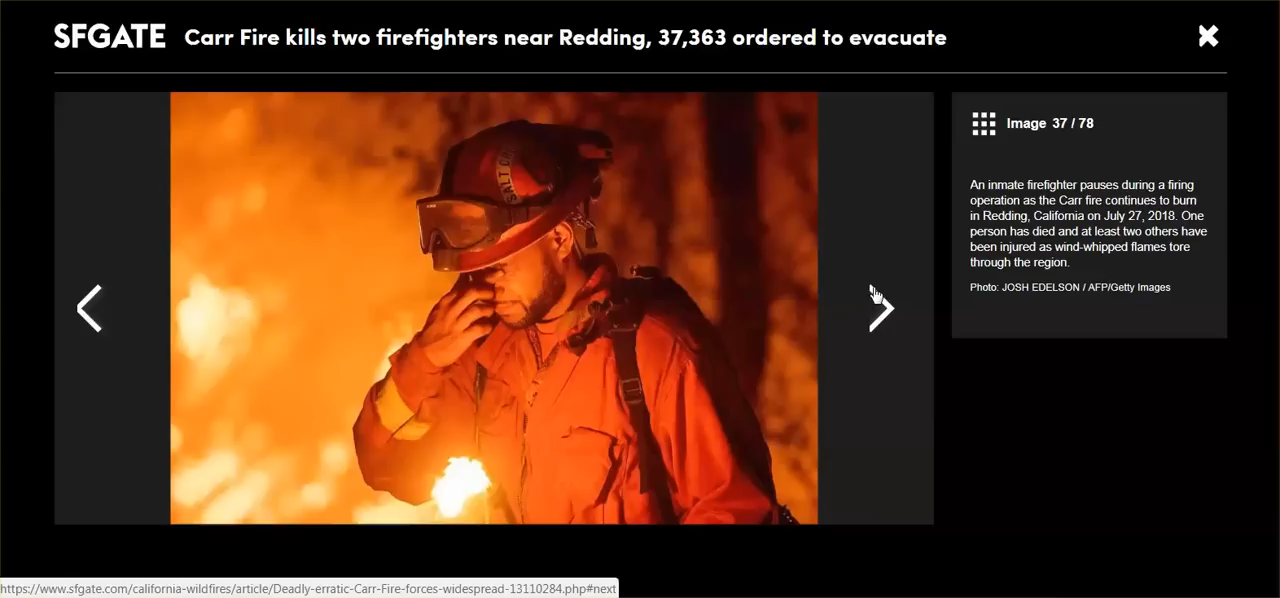 SFGATE Carr Fire kills two firefighters near Redding, 37,363 ordered to evacuate
Image 37 / 78
SALT C
An inmate firefighter pauses during a firing
operation as the Carr fire continues to burn
in Redding, California on July 27, 2018. One
person has died and at least two others have
been injured as wind-whipped flames tore
through the region.
Photo: JOSH EDELSON / AFP/Getty Images
https://www.sfgate.com/california-wildfires/article/Deadly-erratic-Carr-Fire-forces-widespread-13110284.php#next